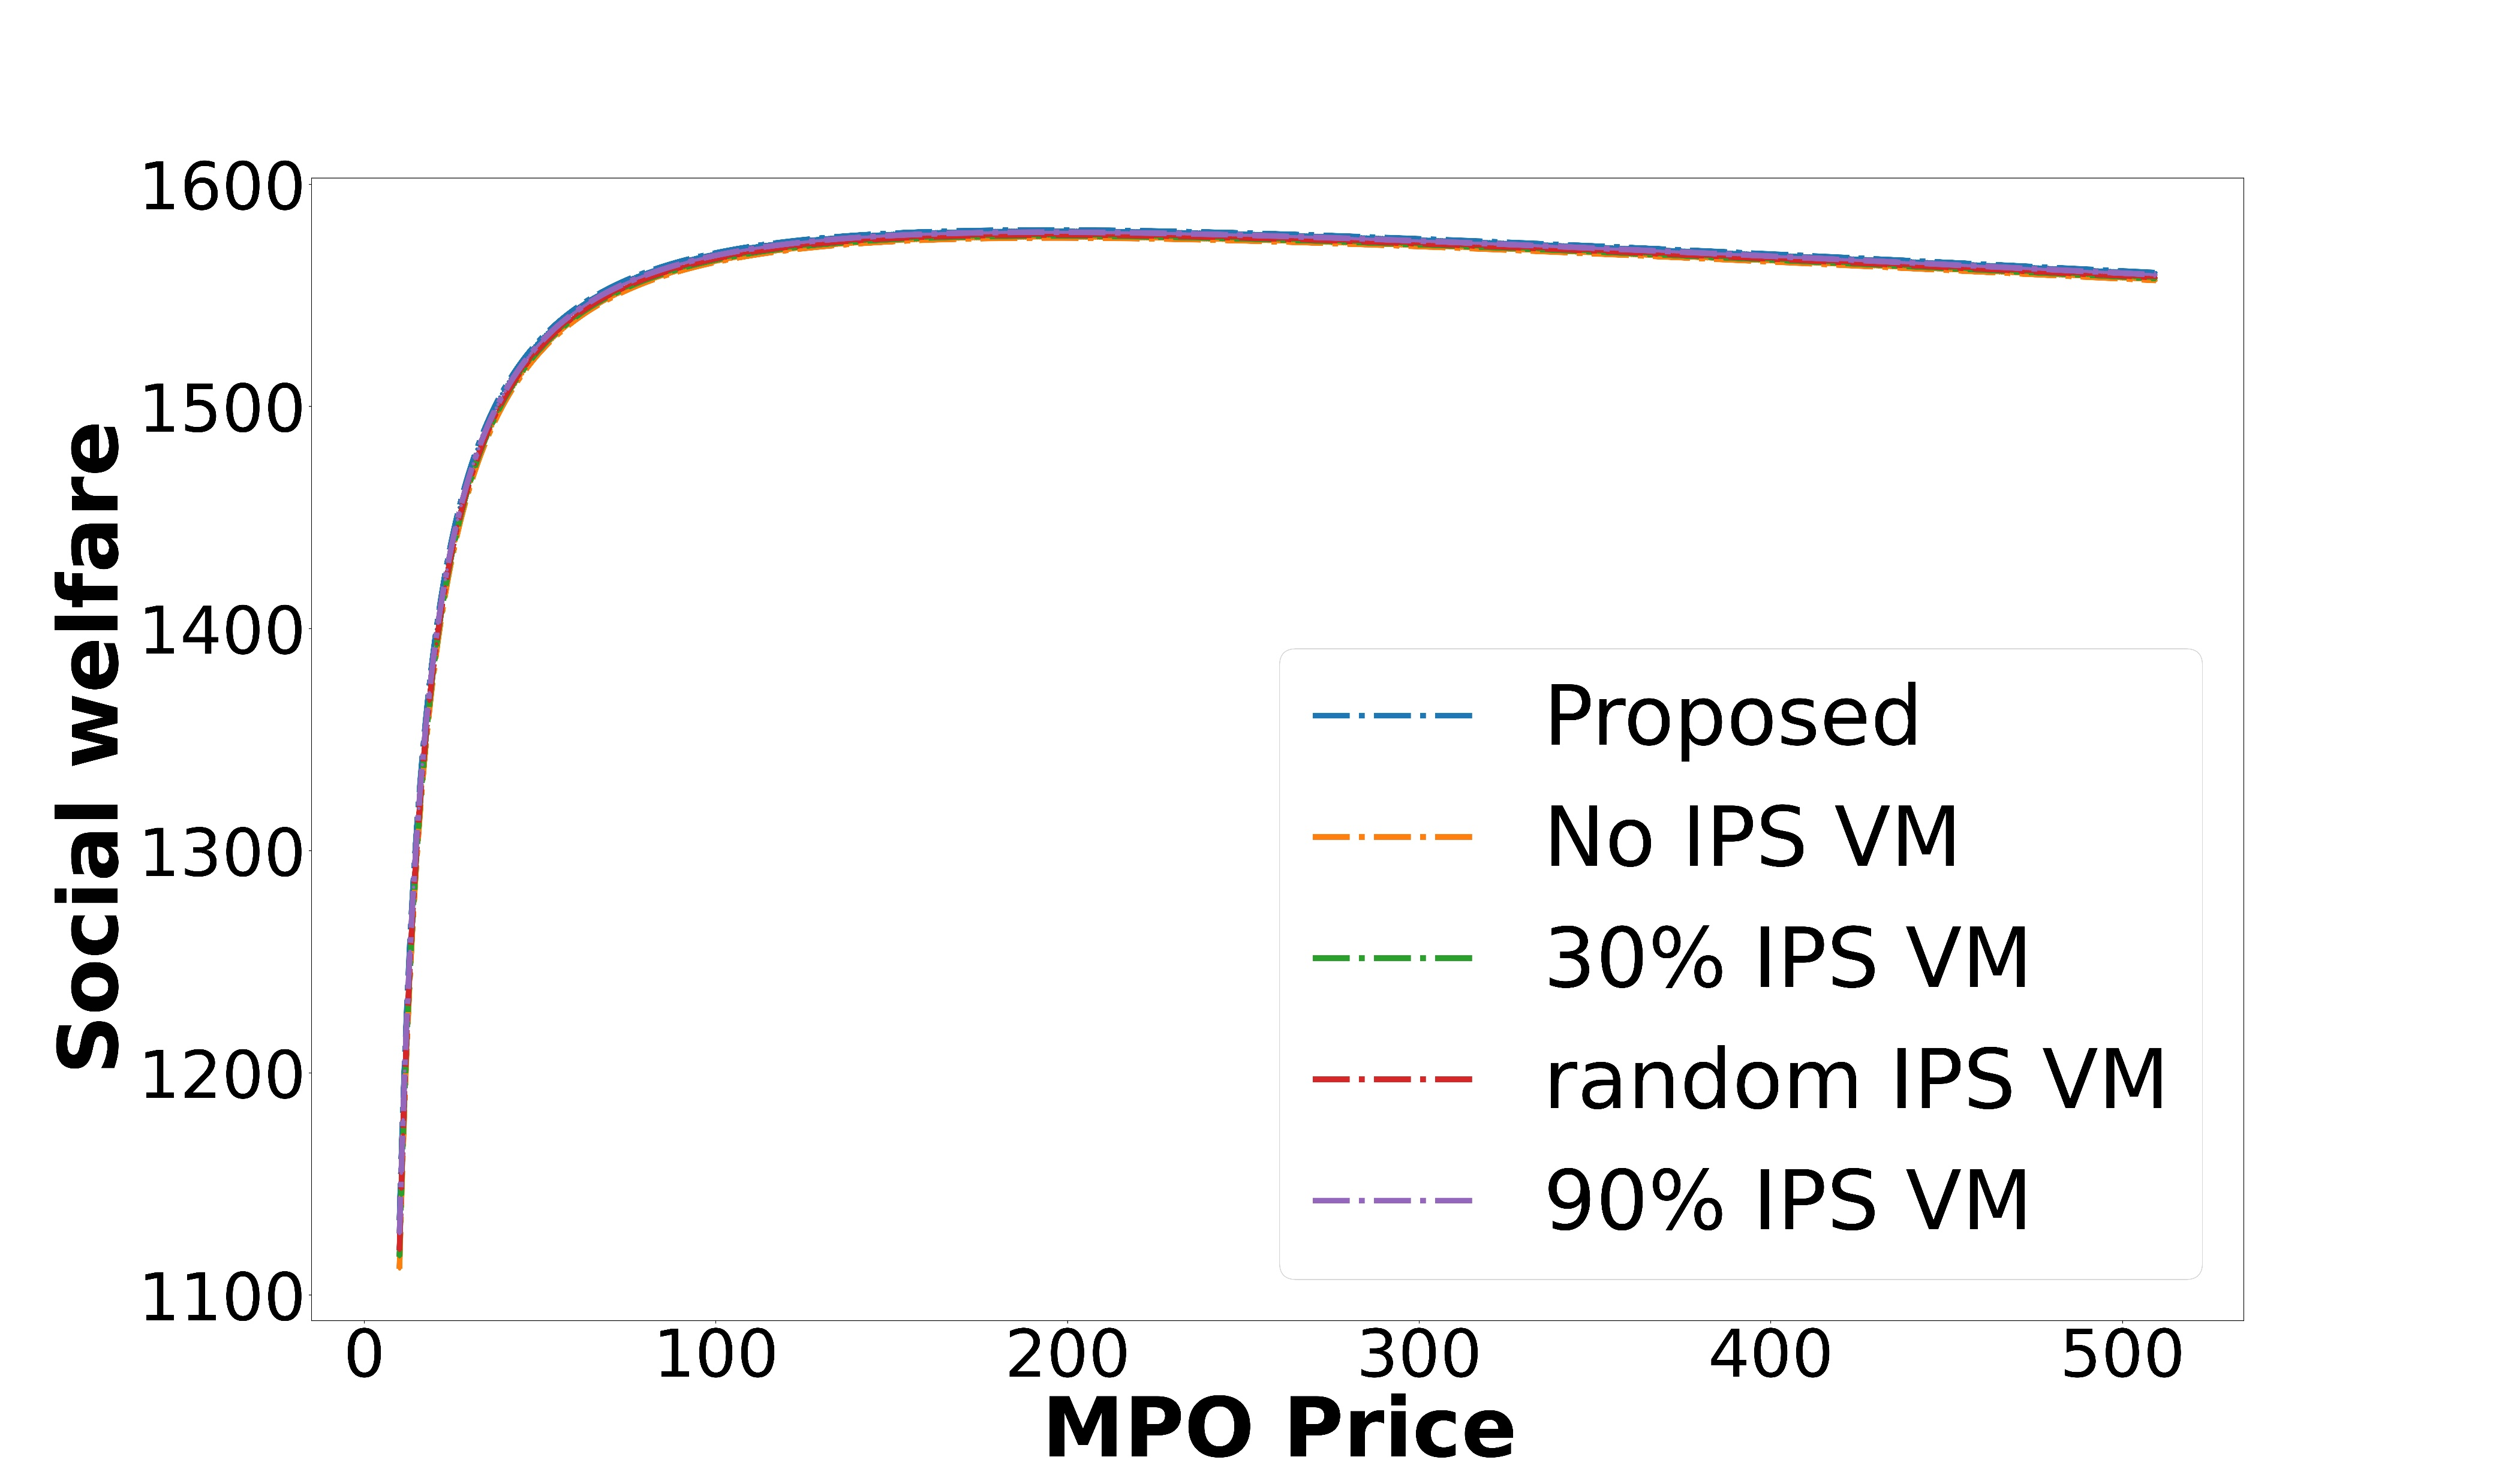 1600
1500
1400
1300
1200
1100
Social welfare
Proposed
No IPS VM
30% IPS VM
random IPS VM
90% IPS VM
0 100 200 300 400 500
MPO Price